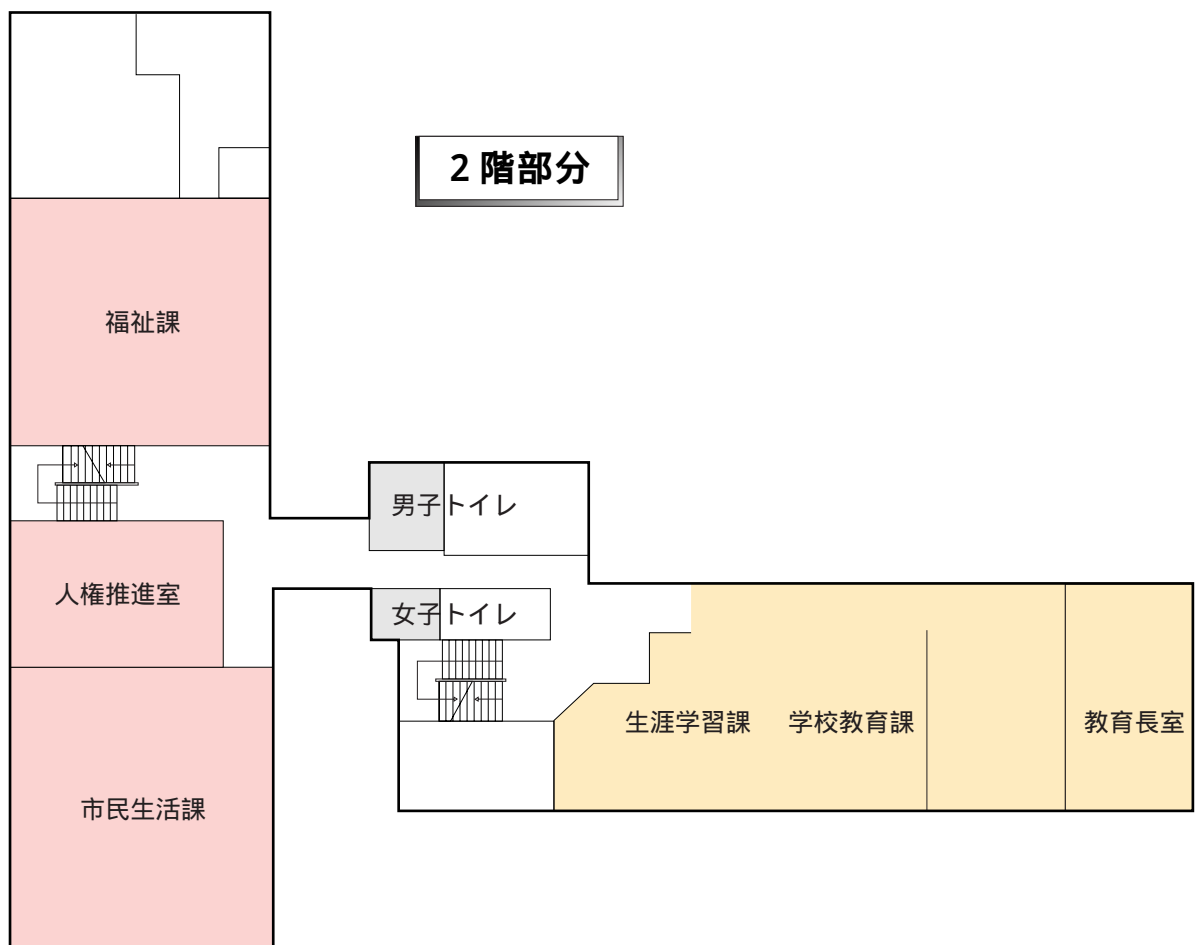 2 階部分
福祉課
男子トイレ
人権推進室
女子トイレ
生涯学習課
学校教育課
教育長室
市民生活課